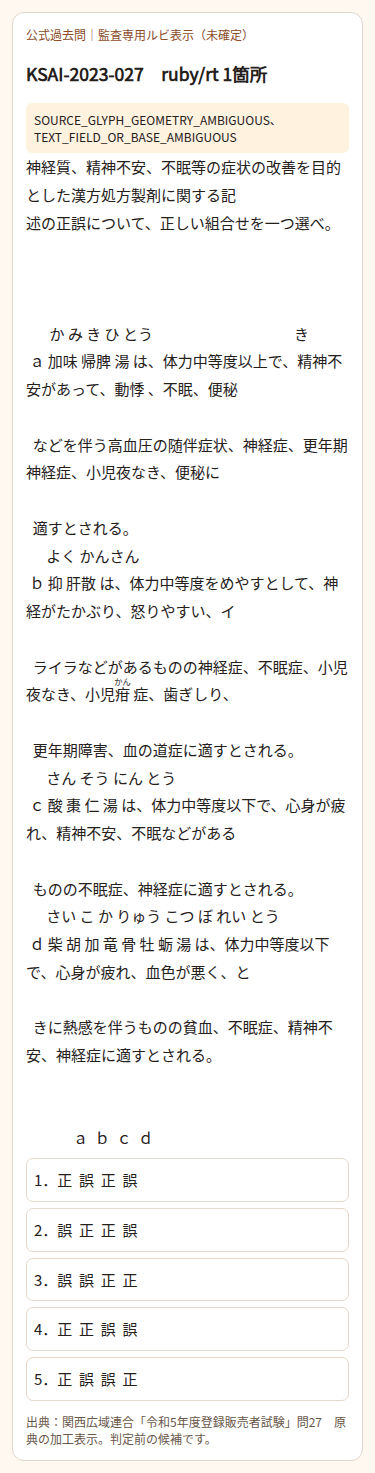 公式過去問｜監査専用ルビ表示（未確定）
KSAI-2023-027　ruby/rt 1箇所
SOURCE_GLYPH_GEOMETRY_AMBIGUOUS、
TEXT_FIELD_OR_BASE_AMBIGUOUS
神経質、精神不安、不眠等の症状の改善を目的
とした漢方処方製剤に関する記
述の正誤について、正しい組合せを一つ選べ。
か み き ひ とう　　　　　　　　　き
ａ 加味 帰脾 湯 は、体力中等度以上で、精神不
安があって、動悸 、不眠、便秘
などを伴う高血圧の随伴症状、神経症、更年期
神経症、小児夜なき、便秘に
適すとされる。
よく かんさん
ｂ 抑 肝散 は、体力中等度をめやすとして、神
経がたかぶり、怒りやすい、イ
ライラなどがあるものの神経症、不眠症、小児
かん
夜なき、小児疳 症、歯ぎしり、
更年期障害、血の道症に適すとされる。
さん そう にん とう
ｃ 酸 棗 仁 湯 は、体力中等度以下で、心身が疲
れ、精神不安、不眠などがある
ものの不眠症、神経症に適すとされる。
さい こ か りゅう こつ ぼ れい とう
ｄ 柴 胡 加 竜 骨 牡 蛎 湯 は、体力中等度以下
で、心身が疲れ、血色が悪く、と
きに熱感を伴うものの貧血、不眠症、精神不
安、神経症に適すとされる。
ａ ｂ ｃ ｄ
1．正 誤 正 誤
2．誤 正 正 誤
3．誤 誤 正 正
4．正 正 誤 誤
5．正 誤 誤 正
出典：関西広域連合「令和5年度登録販売者試験」問27　原
典の加工表示。判定前の候補です。